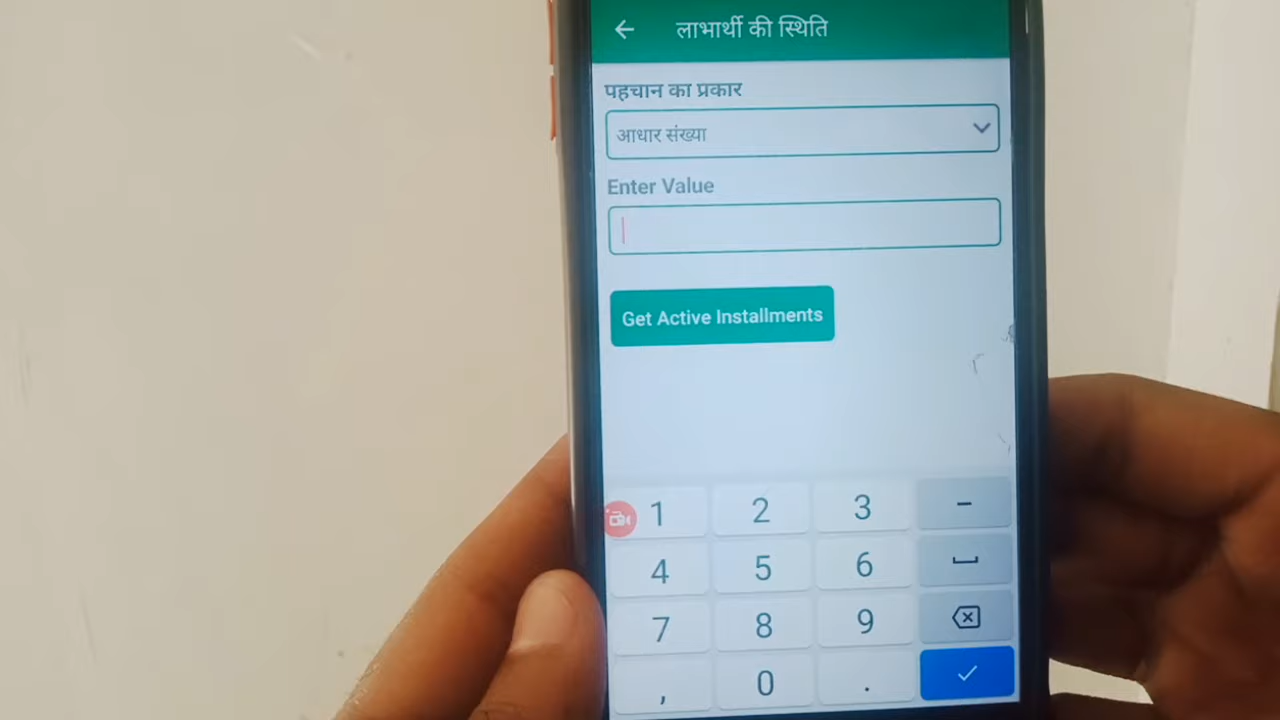 लाभार्थी की स्थिति
पहचान का प्रकार
आधार संख्या
Enter Value
Get Active Installments
1 2 3 -
4 5 6
7 8 9
, 0 .